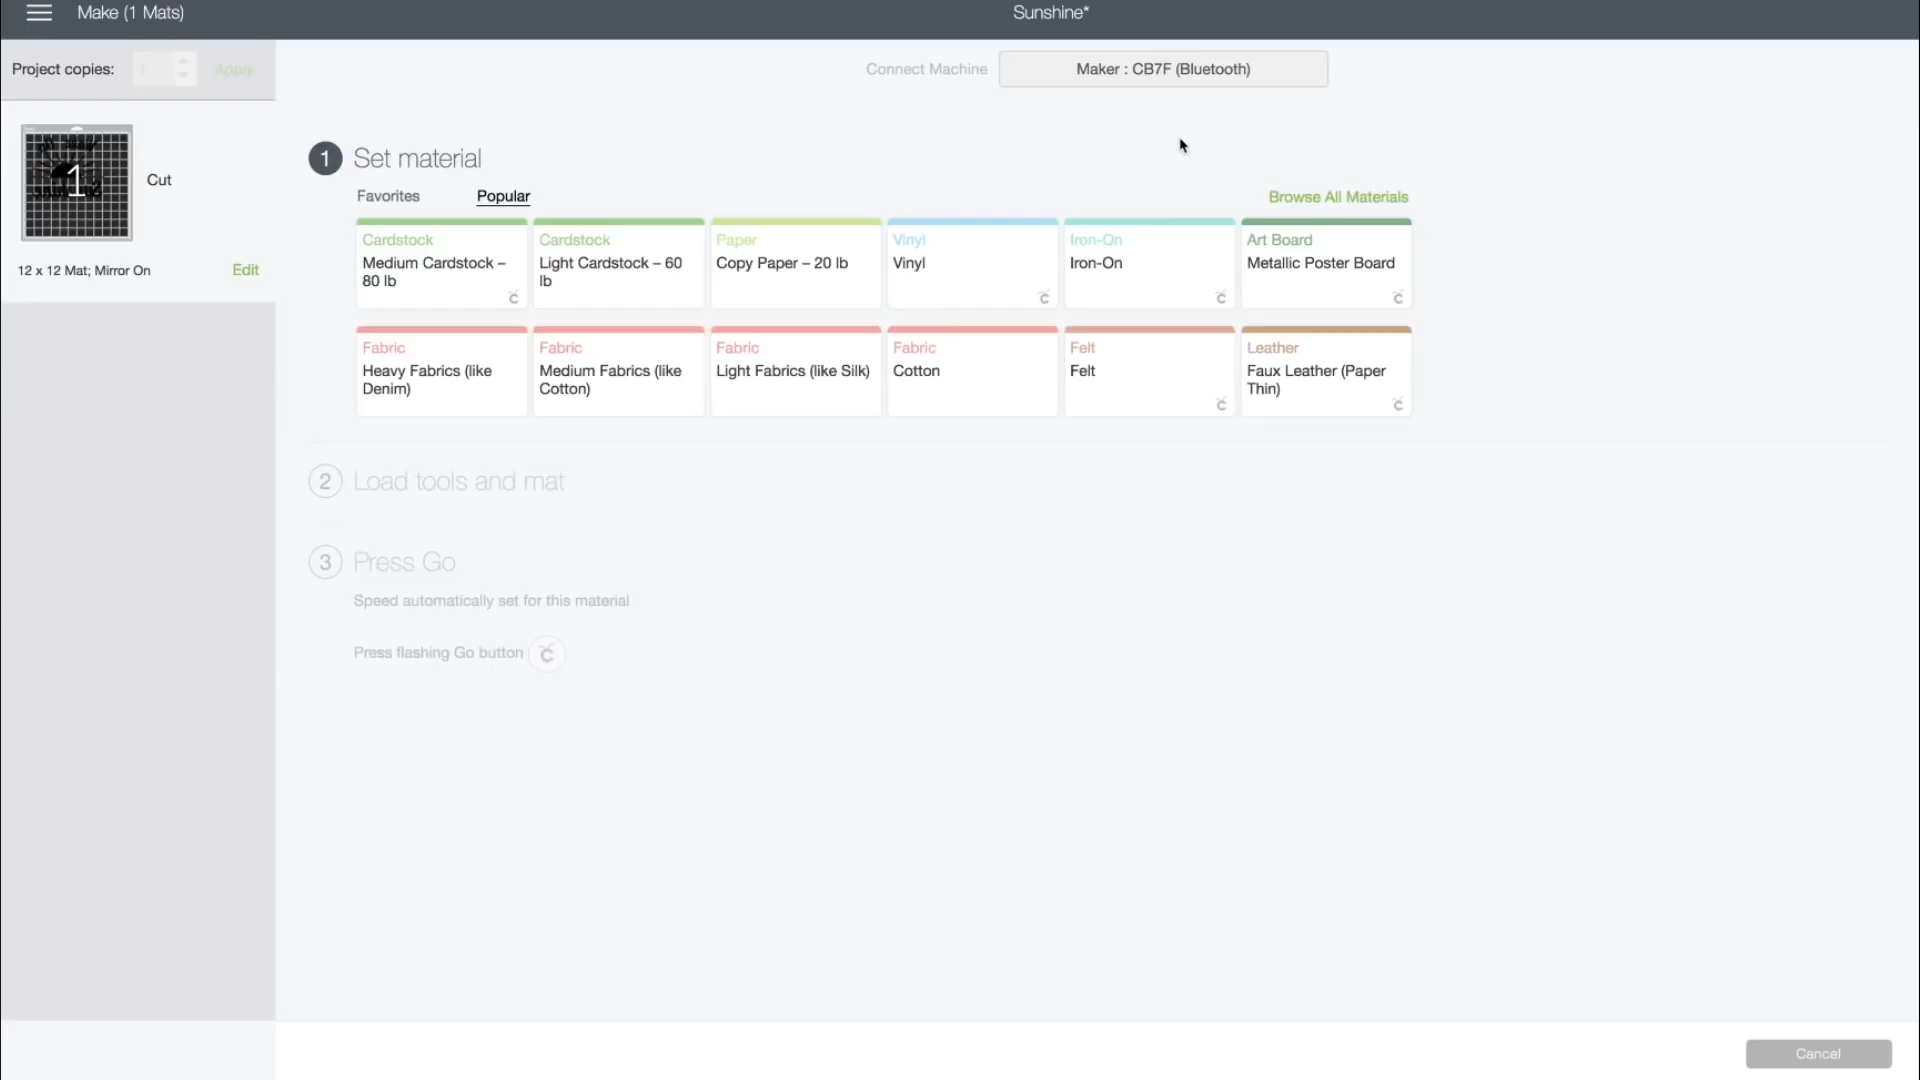 Make (1 Mats)
Sunshine*
Project copies:
1
Apply
Connect Machine
Maker : CB7F (Bluetooth)
1
Cut
12 x 12 Mat; Mirror On
Edit
1
Set material
Favorites
Popular
Browse All Materials
Cardstock
Medium Cardstock –
80 lb
Cardstock
Light Cardstock – 60
lb
Paper
Copy Paper – 20 lb
Vinyl
Vinyl
Iron-On
Iron-On
Art Board
Metallic Poster Board
Fabric
Heavy Fabrics (like
Denim)
Fabric
Medium Fabrics (like
Cotton)
Fabric
Light Fabrics (like Silk)
Fabric
Cotton
Felt
Felt
Leather
Faux Leather (Paper
Thin)
2
Load tools and mat
3
Press Go
Speed automatically set for this material
Press flashing Go button
Cancel